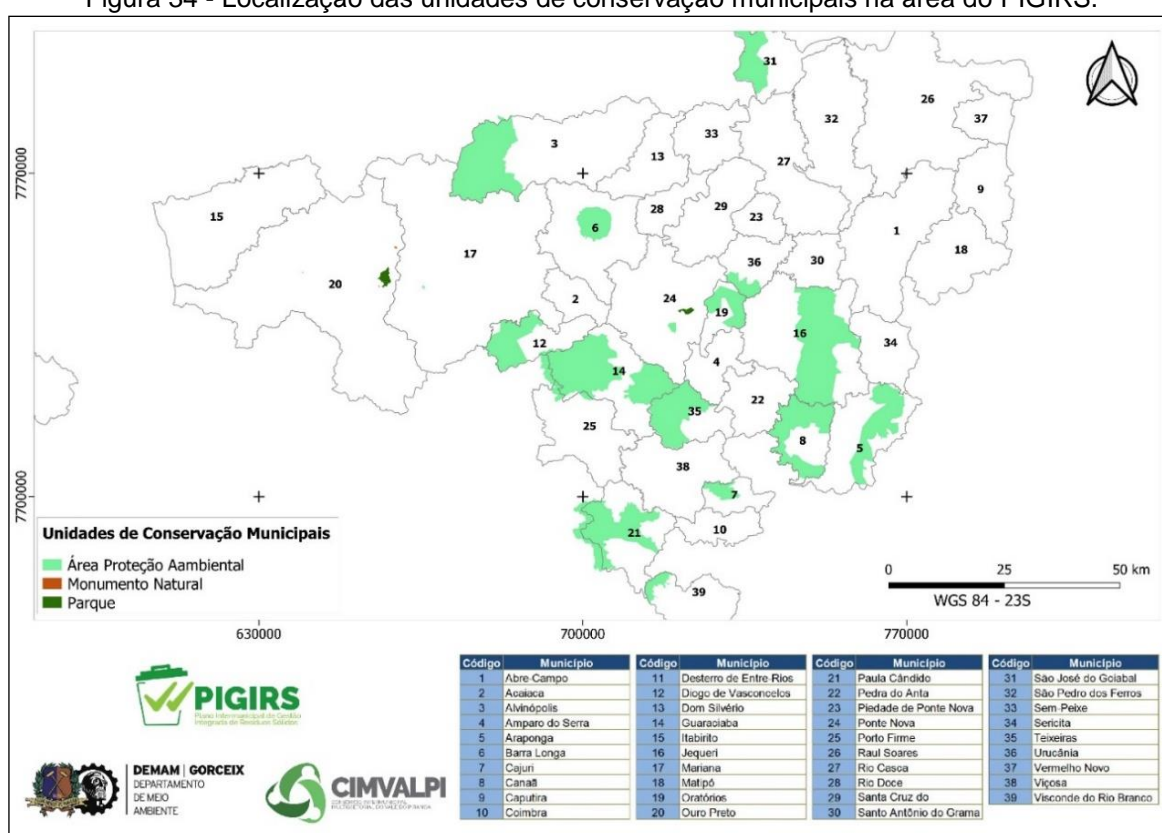 Figura 34 - Localização das unidades de conservação municipais na área do PIGIRS.
31
26
32
37
33
3
13
27
7770000
9
15
29
28
23
6
1
17
18
36
30
20
2
24
19
16
12
34
4
14
22
35
25
8
5
38
7700000
7
10
21
39
Unidades de Conservação Municipais
Área Proteção Aambiental
Monumento Natural
Parque
0 25 50 km
WGS 84 - 23S
630000 700000 770000
Código Município Código Município Código Município Código Município
1 Abre-Campo 11 Desterro de Entre-Rios 21 Paula Cândido 31 São José do Goiabal
2 Acaiaca 12 Diogo de Vasconcelos 22 Pedra do Anta 32 São Pedro dos Ferros
3 Alvinópolis 13 Dom Silvério 23 Piedade de Ponte Nova 33 Sem-Peixe
4 Amparo do Serra 14 Guaraciaba 24 Ponte Nova 34 Sericita
5 Araponga 15 Itabirito 25 Porto Firme 35 Teixeiras
6 Barra Longa 16 Jequeri 26 Raul Soares 36 Urucânia
7 Cajuri 17 Mariana 27 Rio Casca 37 Vermelho Novo
8 Canaã 18 Matipó 28 Rio Doce 38 Viçosa
9 Caputira 19 Oratórios 29 Santa Cruz do 39 Visconde do Rio Branco
10 Coimbra 20 Ouro Preto 30 Santo Antônio do Grama
PIGIRS
Plano Intermunicipal de Gestão
Integrada de Resíduos Sólidos
DEMAM | GORCEIX
DEPARTAMENTO
DE MEIO
AMBIENTE
CIMVALPI